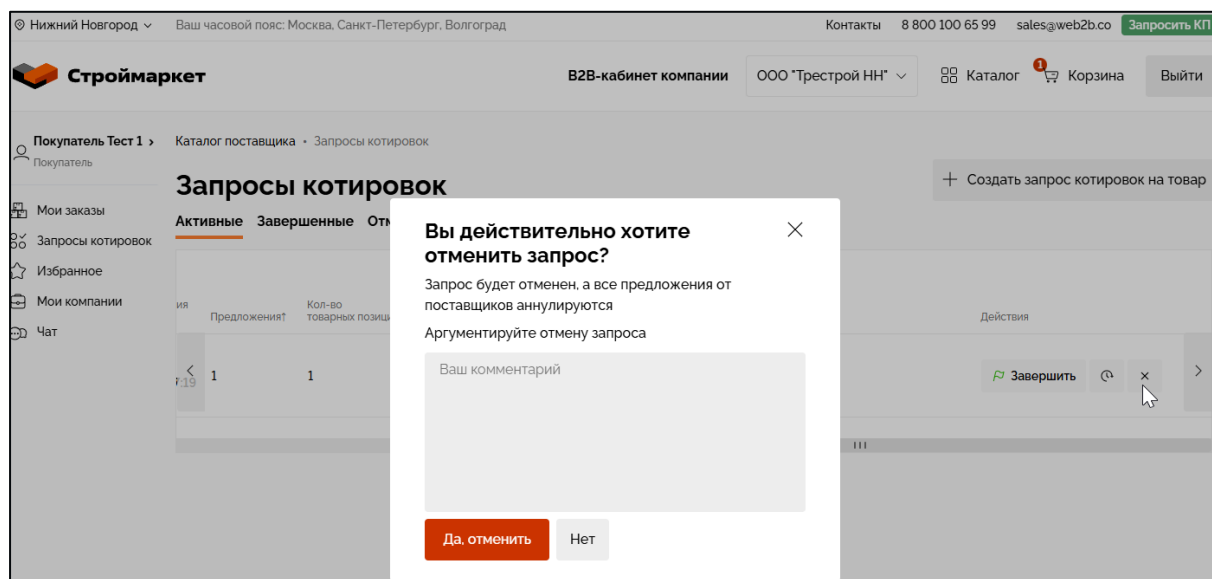 Нижний Новгород Ваш часовой пояс: Москва, Санкт-Петербург, Волгоград Контакты 8 800 100 65 99 sales@web2b.co Запросить КП
Строймаркет B2B-кабинет компании ООО "Трестрой НН" Каталог 1 Корзина Выйти
Покупатель Тест 1
Покупатель
Каталог поставщика • Запросы котировок
Запросы котировок
+ Создать запрос котировок на товар
Активные Завершенные
Мои заказы
Запросы котировок
Избранное
Мои компании
Чат
Предложения↑
Кол-во
Действия
1 1
Завершить
Вы действительно хотите
отменить запрос?
Запрос будет отменен, а все предложения от
поставщиков аннулируются
Аргументируйте отмену запроса
Ваш комментарий
Да, отменить Нет